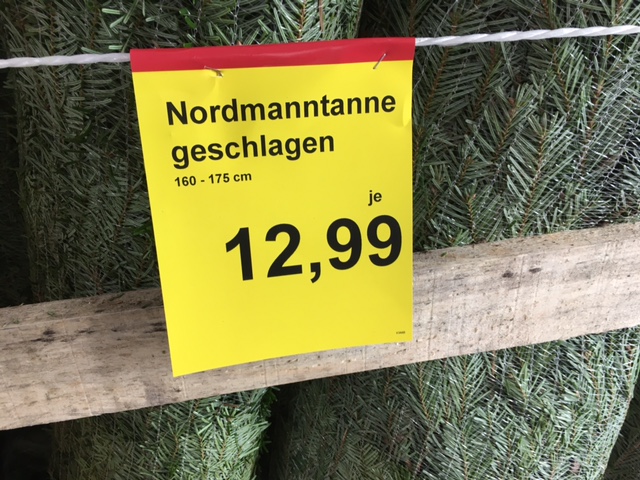 Nordmanntanne
geschlagen
160 - 175 cm
je
12,99